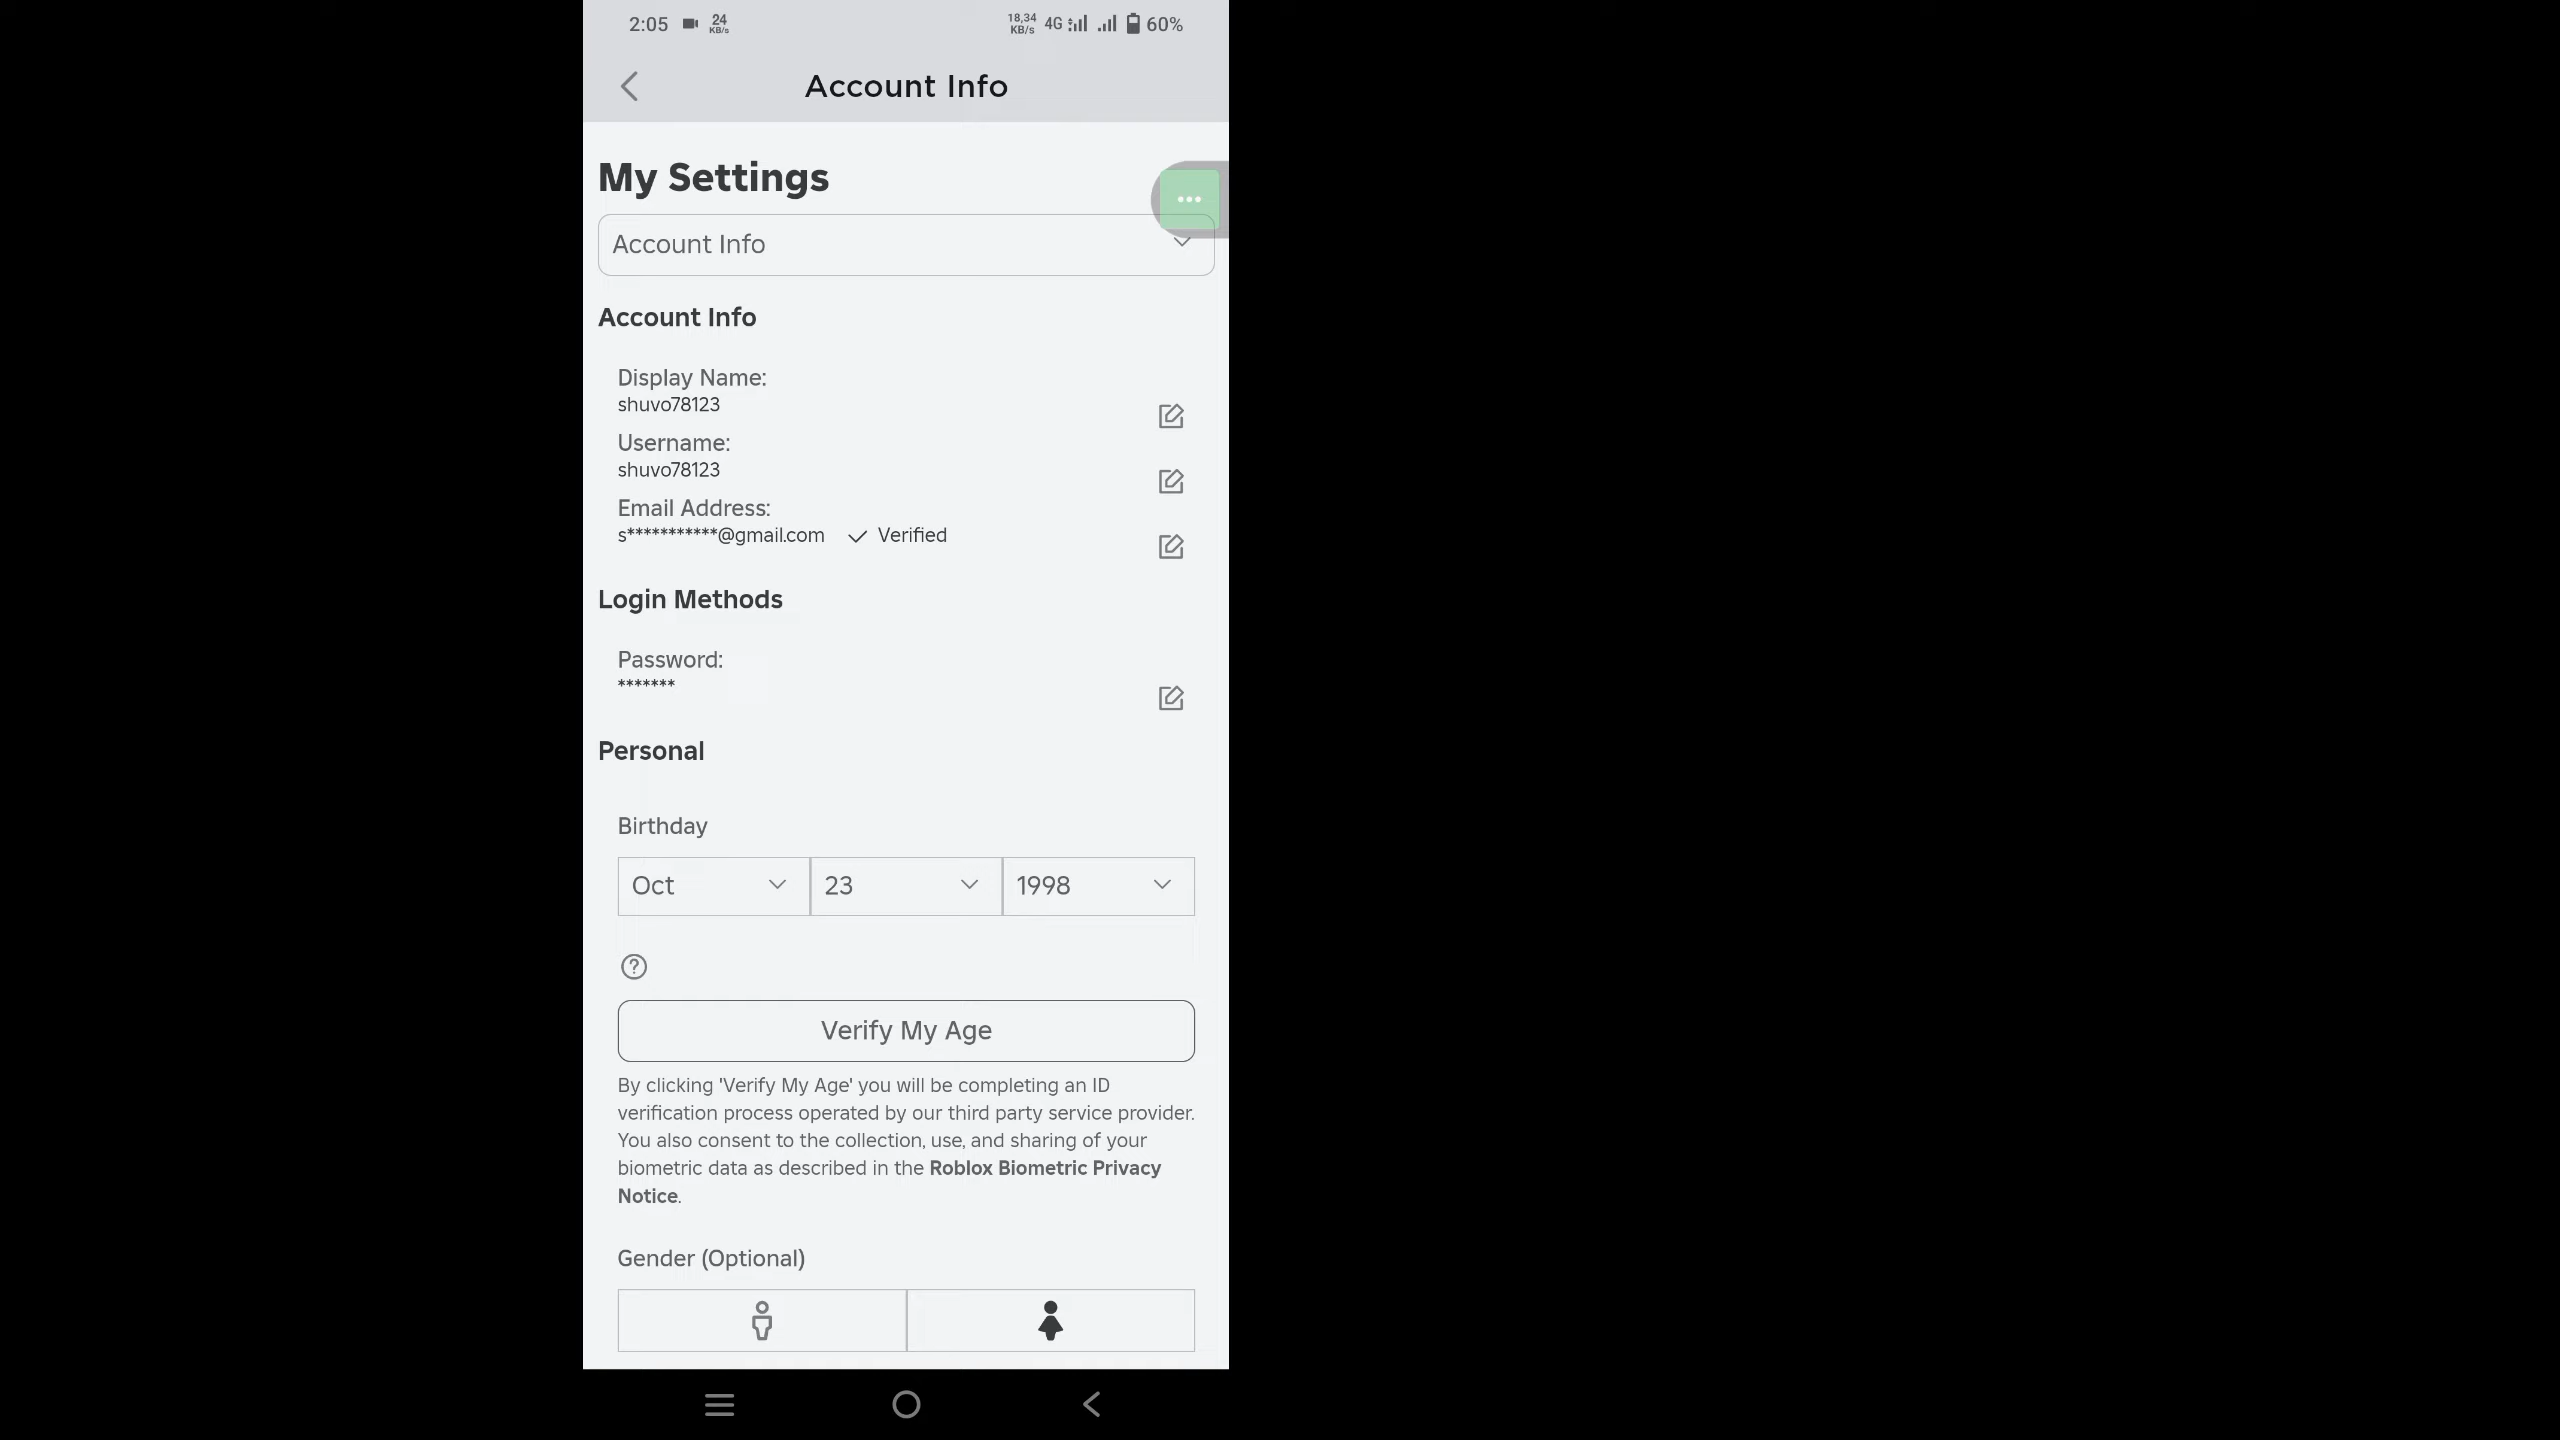 2:05 24 KB/s 18,34 KB/s 4G 60%
Account Info
My Settings
Account Info
Account Info
Display Name:
shuvo78123
Username:
shuvo78123
Email Address:
s***********@gmail.com Verified
Login Methods
Password:
*******
Personal
Birthday
Oct 23 1998
Verify My Age
By clicking 'Verify My Age' you will be completing an ID
verification process operated by our third party service provider.
You also consent to the collection, use, and sharing of your
biometric data as described in the Roblox Biometric Privacy
Notice.
Gender (Optional)